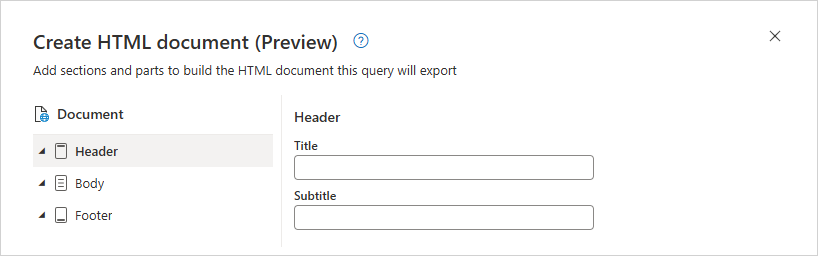 Create HTML document (Preview)
Add sections and parts to build the HTML document this query will export
Document
Header
Body
Footer
Header
Title
Subtitle